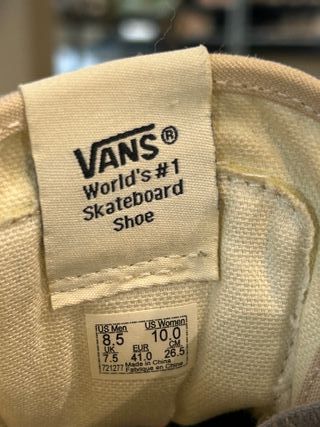 VANS®
World's #1
Skateboard
Shoe
US Men US Women
8.5 10.0
UK EUR CM
7.5 41.0 26.5
721277 Made in China
Fabriqué en Chine